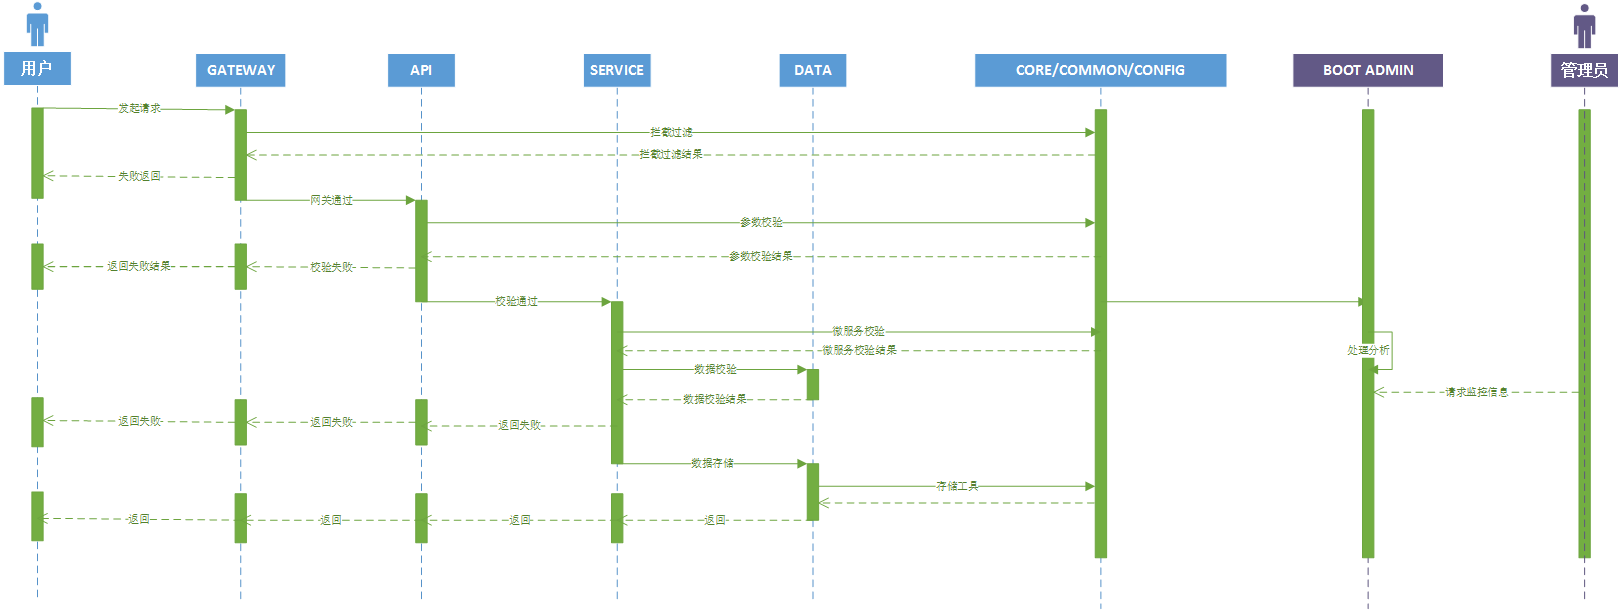 用户
GATEWAY
API
SERVICE
DATA
CORE/COMMON/CONFIG
BOOT ADMIN
管理员
发起请求
拦截过滤
拦截过滤结果
失败返回
网关通过
参数校验
参数校验结果
返回失败结果
校验失败
校验通过
微服务校验
微服务校验结果
处理分析
数据校验
请求监控信息
数据校验结果
返回失败
返回失败
返回失败
数据存储
存储工具
返回
返回
返回
返回